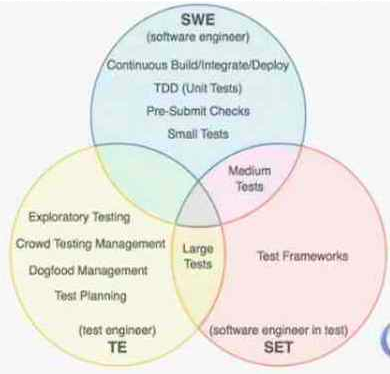 SWE
(software engineer)
Continuous Build/Integrate/Deploy
TDD (Unit Tests)
Pre-Submit Checks
Small Tests
Medium
Tests
Exploratory Testing
Crowd Testing Management
Dogfood Management
Test Planning
(test engineer)
TE
Large
Tests
Test Frameworks
(software engineer in test)
SET